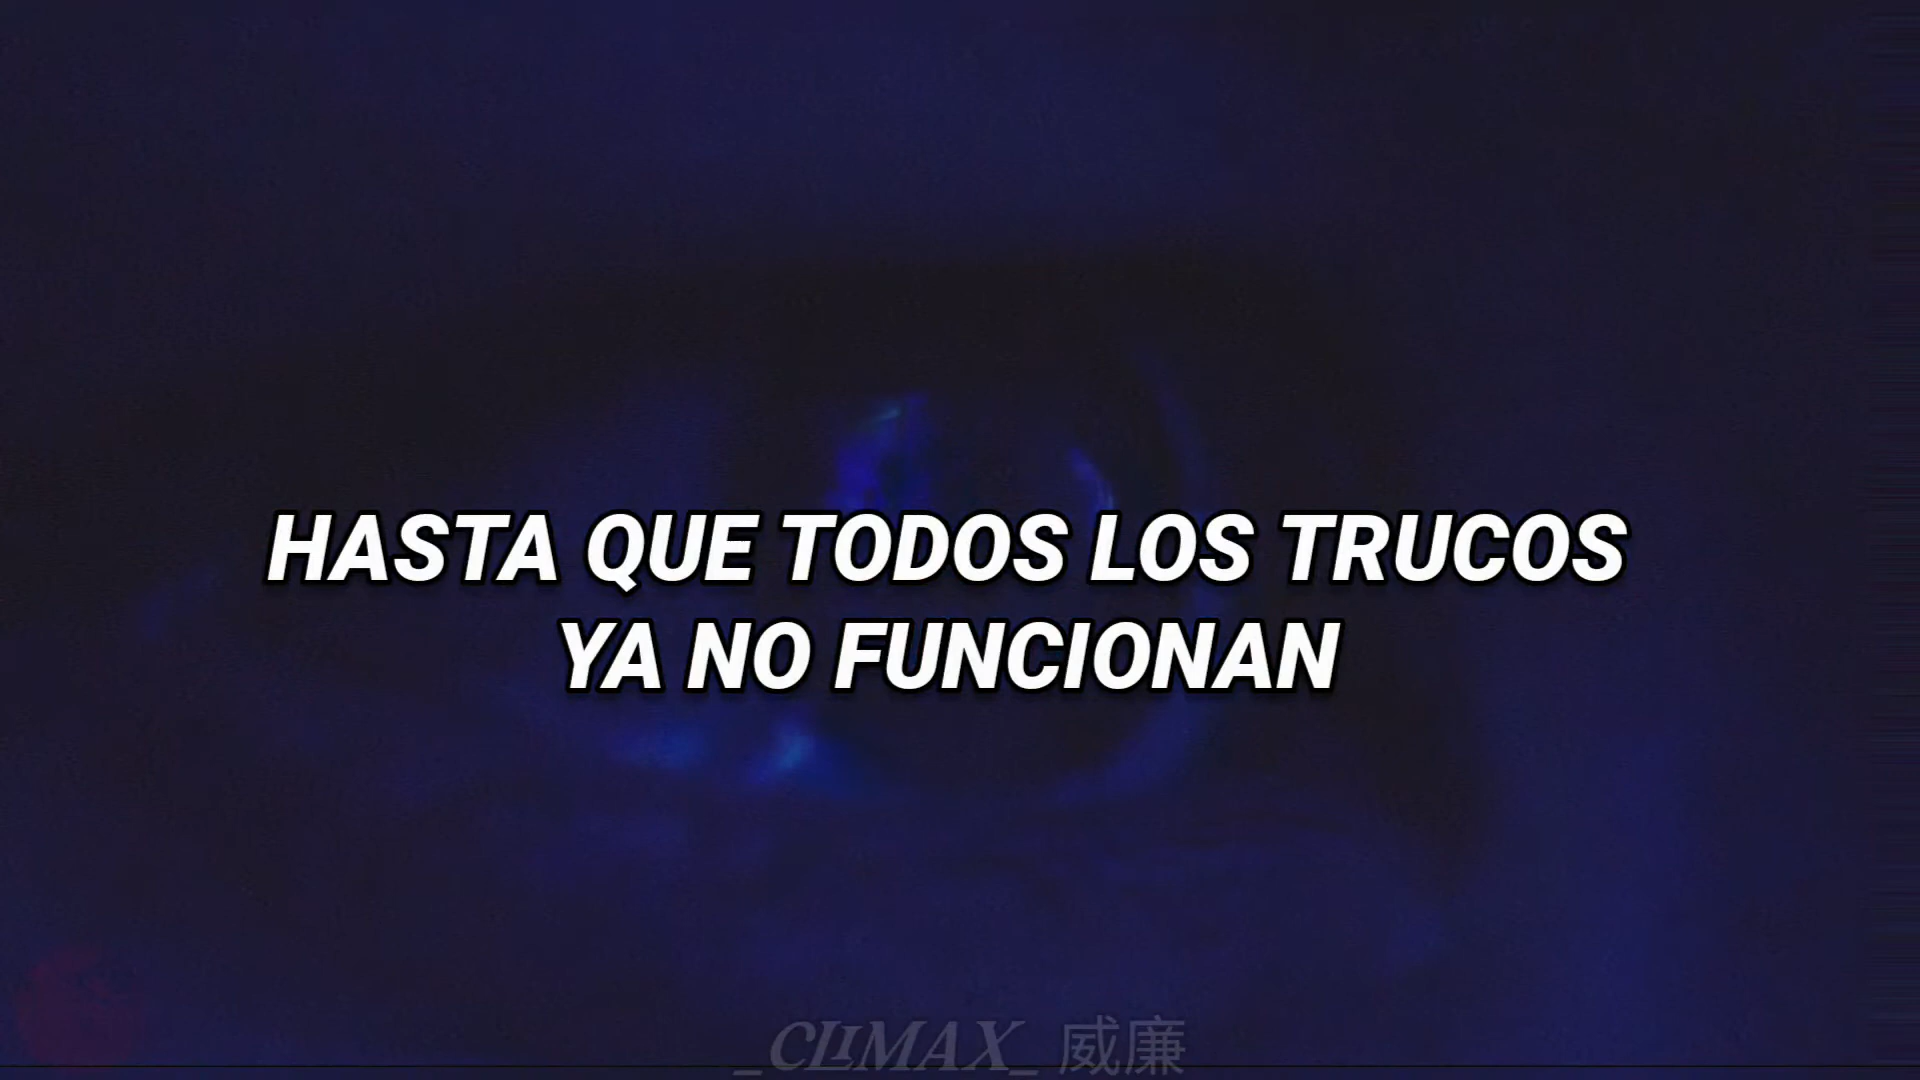 HASTA QUE TODOS LOS TRUCOS
YA NO FUNCIONAN
_CLIMAX_ 威廉